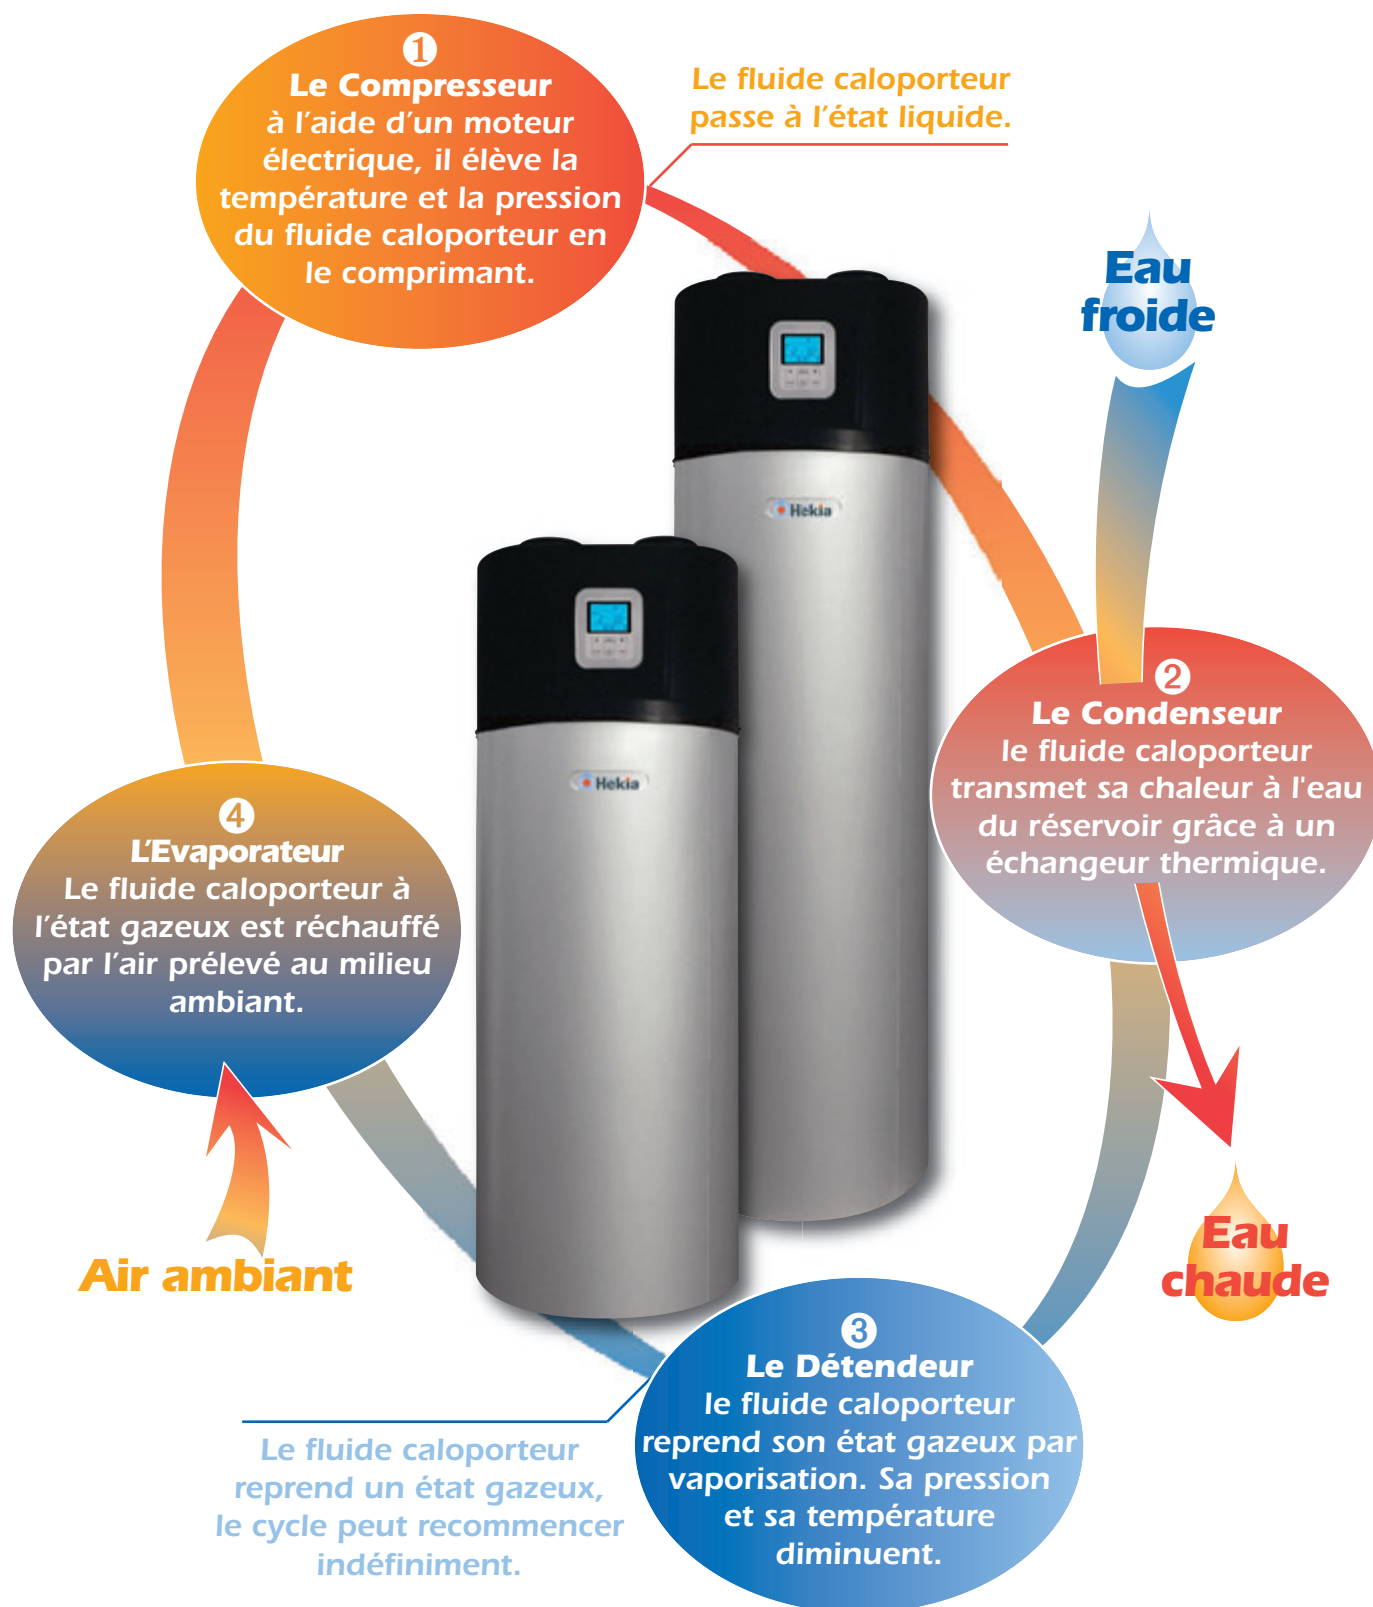 ❶
Le Compresseur
à l'aide d'un moteur
électrique, il élève la
température et la pression
du fluide caloporteur en
le comprimant.
Le fluide caloporteur
passe à l'état liquide.
Eau
froide
Hekia
Hekia
❷
Le Condenseur
le fluide caloporteur
transmet sa chaleur à l'eau
du réservoir grâce à un
échangeur thermique.
❹
L'Evaporateur
Le fluide caloporteur à
l'état gazeux est réchauffé
par l'air prélevé au milieu
ambiant.
Air ambiant
Eau
chaude
❸
Le Détendeur
le fluide caloporteur
reprend son état gazeux par
vaporisation. Sa pression
et sa température
diminuent.
Le fluide caloporteur
reprend un état gazeux,
le cycle peut recommencer
indéfiniment.